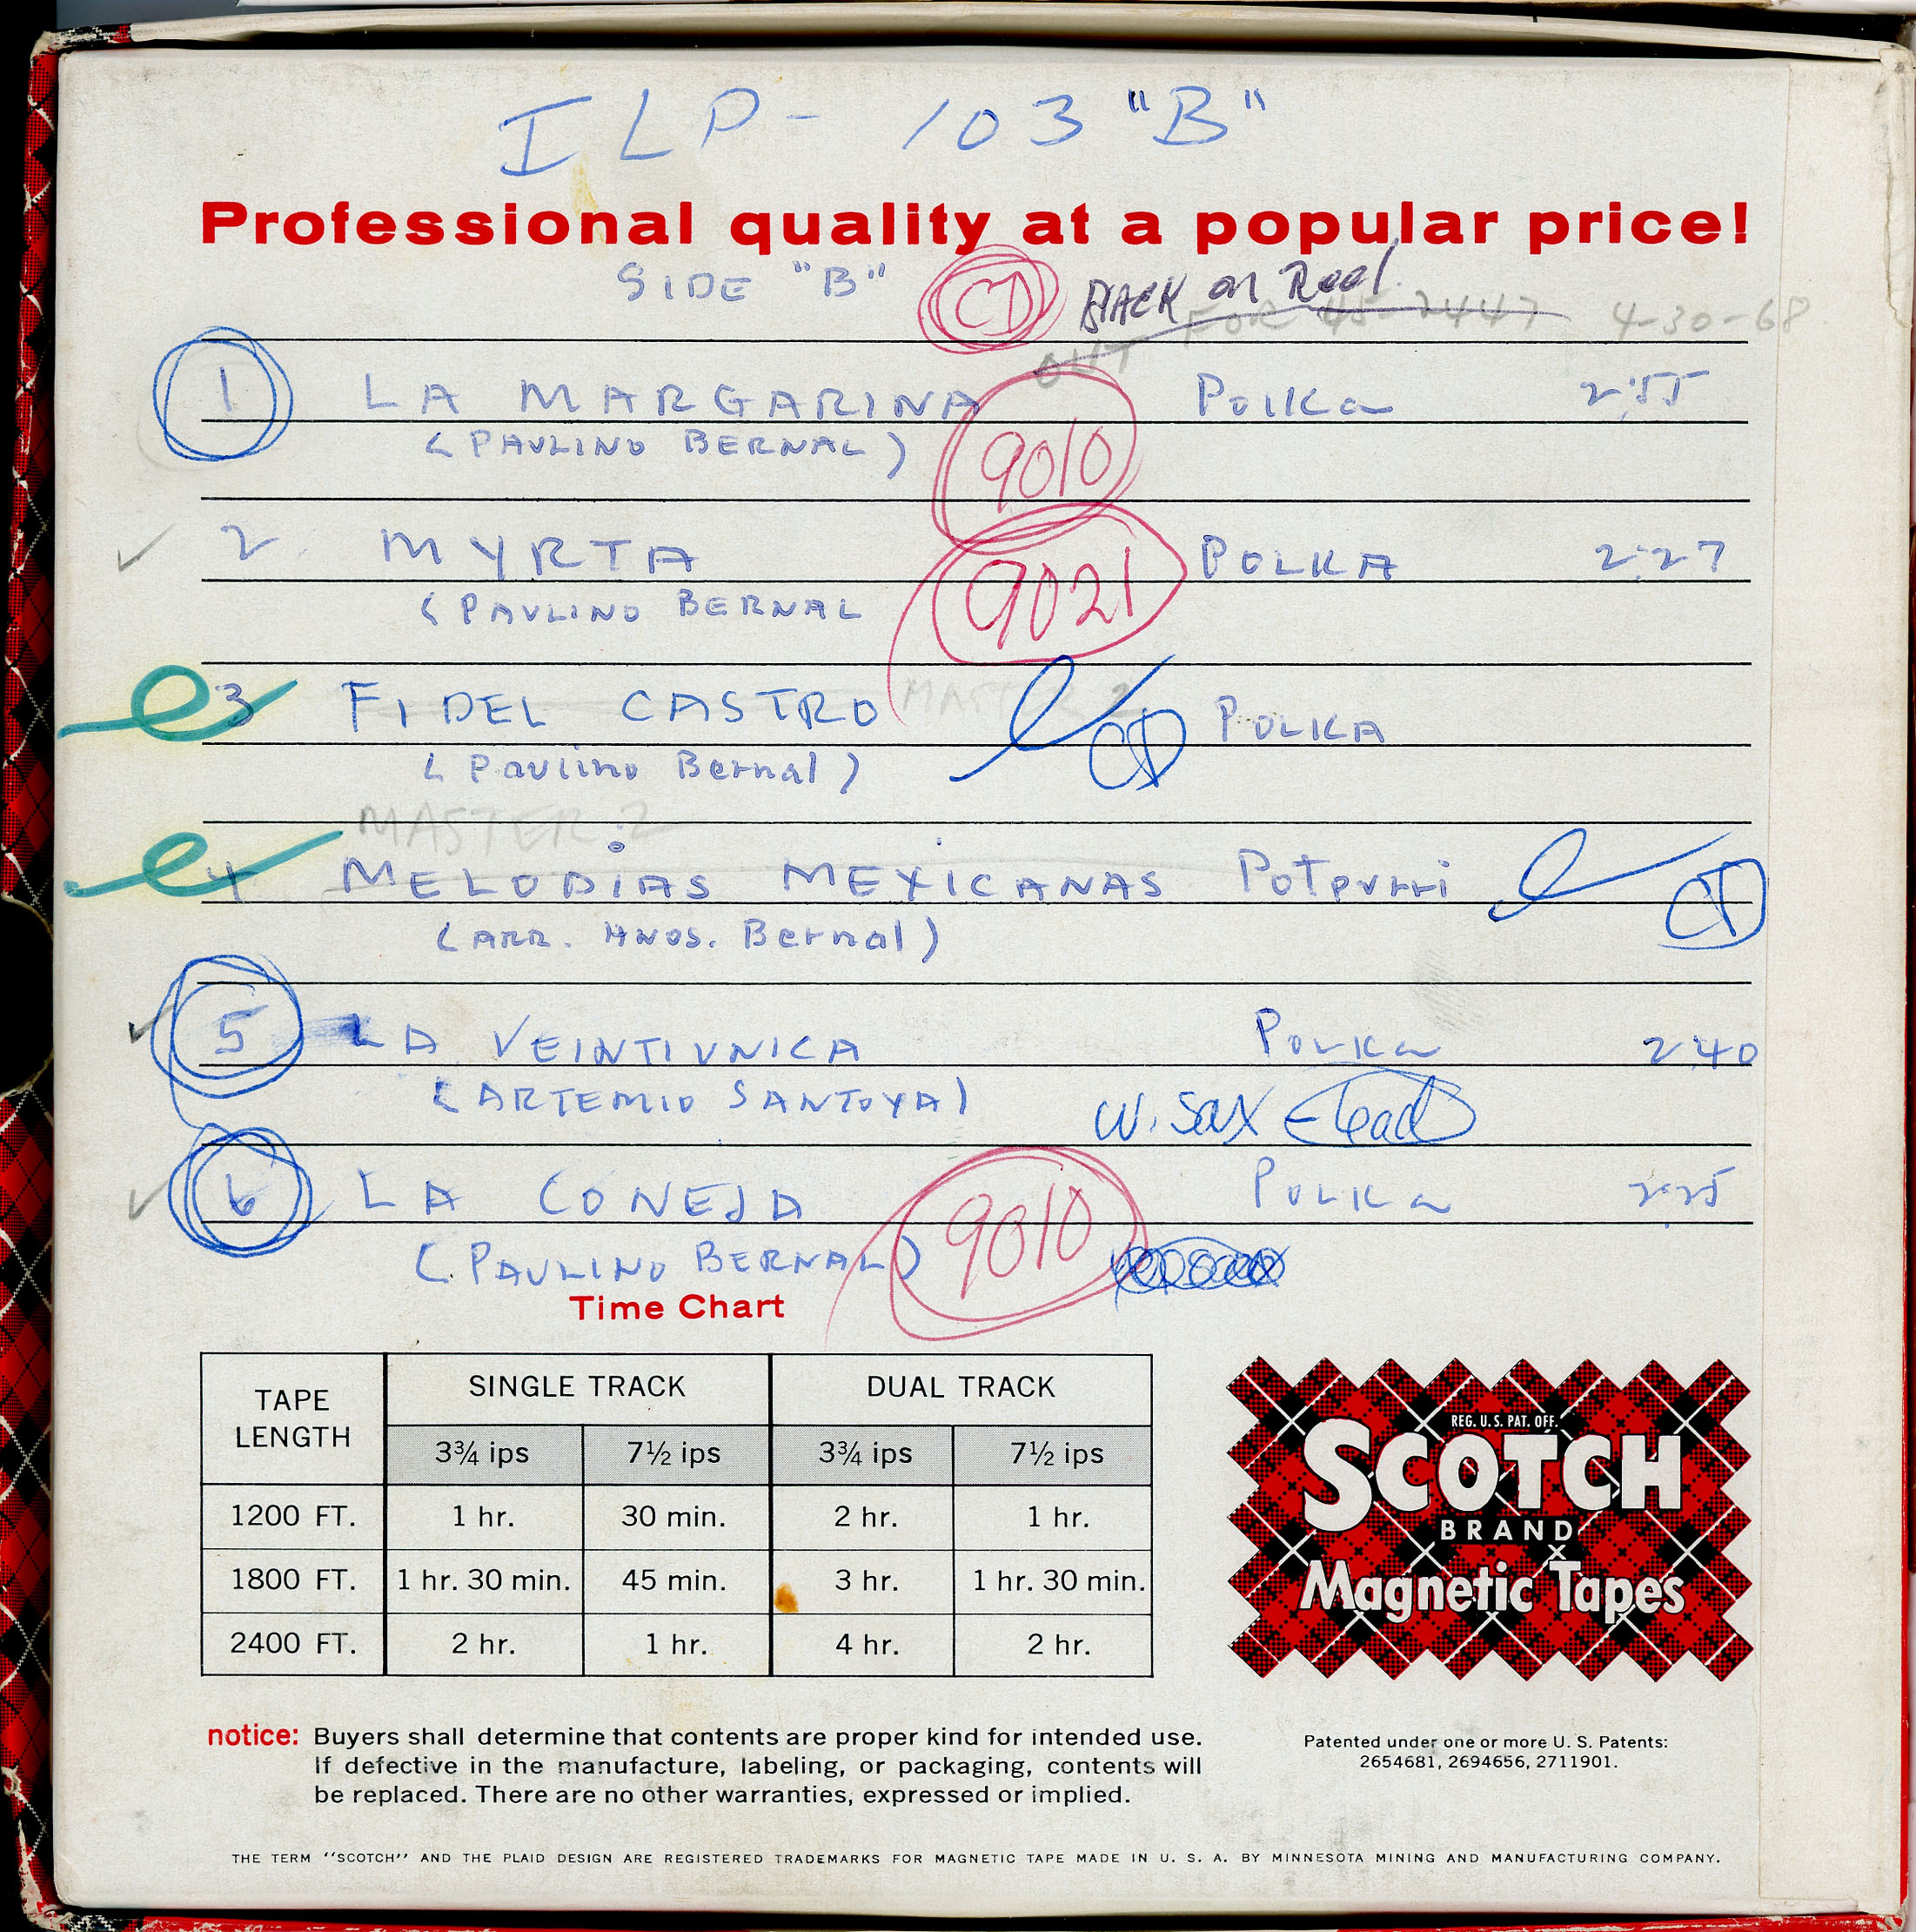 ILP- 103 "B"
Professional quality at a popular price!
SIDE "B" CD BACK on Reel
OUT FOR 45-2447 4-30-68
1 LA MARGARINA Polka 2:55
(PAULINO BERNAL) 9010
2 MYRTA POLKA 2:27
(PAULINO BERNAL 9021
3 FIDEL CASTRO MASTER 2 CD POLKA
(Paulino Bernal)
MASTER 2
4 MELODIAS MEXICANAS Potpurri CD
(ARR. HNOS. Bernal)
5 LA VEINTIUNICA Polka 2:40
(ARTEMIO SANTOYA) W. Sax Lead
6 LA CONEJA Polka 2:25
(PAULINO BERNAL) 9010
Time Chart
TAPE LENGTH SINGLE TRACK DUAL TRACK
3¾ ips 7½ ips 3¾ ips 7½ ips
1200 FT. 1 hr. 30 min. 2 hr. 1 hr.
1800 FT. 1 hr. 30 min. 45 min. 3 hr. 1 hr. 30 min.
2400 FT. 2 hr. 1 hr. 4 hr. 2 hr.
REG. U.S. PAT. OFF.
SCOTCH
BRAND
Magnetic Tapes
notice: Buyers shall determine that contents are proper kind for intended use.
If defective in the manufacture, labeling, or packaging, contents will
be replaced. There are no other warranties, expressed or implied.
Patented under one or more U. S. Patents:
2654681, 2694656, 2711901.
THE TERM "SCOTCH" AND THE PLAID DESIGN ARE REGISTERED TRADEMARKS FOR MAGNETIC TAPE MADE IN U. S. A. BY MINNESOTA MINING AND MANUFACTURING COMPANY.